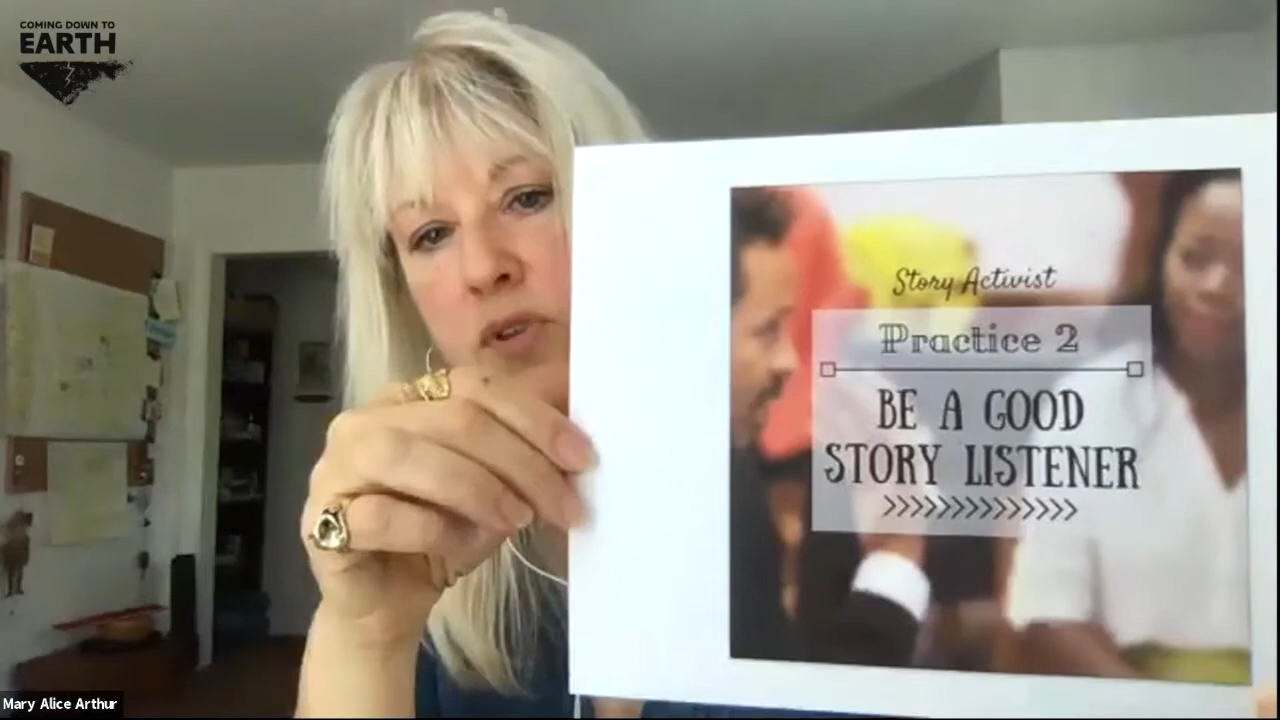 COMING DOWN TO
EARTH
Story Activist
Practice 2
BE A GOOD
STORY LISTENER
Mary Alice Arthur